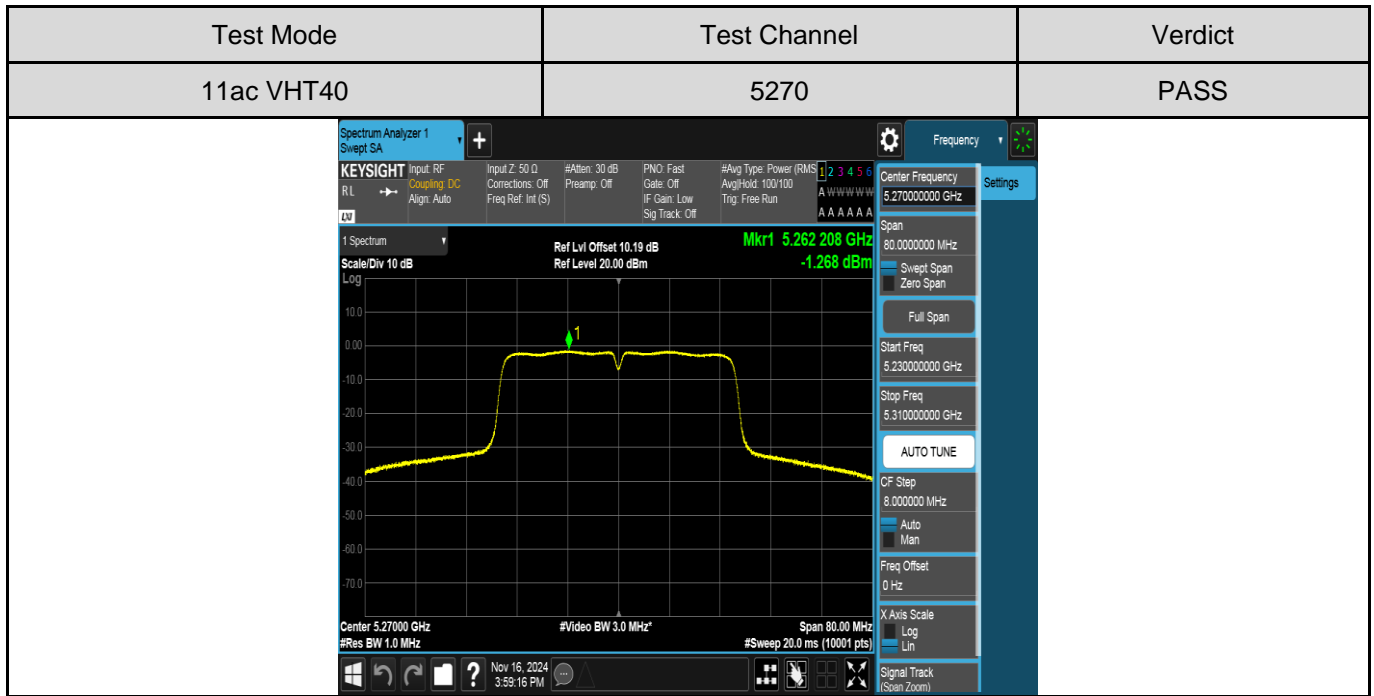 Test Mode Test Channel Verdict
11ac VHT40 5270 PASS
Spectrum Analyzer 1
Swept SA
+
Frequency
KEYSIGHT
RL
LXI
Input: RF
Coupling: DC
Align: Auto
Input Z: 50 Ω
Corrections: Off
Freq Ref: Int (S)
#Atten: 30 dB
Preamp: Off
PNO: Fast
Gate: Off
IF Gain: Low
Sig Track: Off
#Avg Type: Power (RMS
Avg|Hold: 100/100
Trig: Free Run
1 2 3 4 5 6
A W W W W W
A A A A A A
1 Spectrum
Scale/Div 10 dB
Log
Ref Lvl Offset 10.19 dB
Ref Level 20.00 dBm
Mkr1 5.262 208 GHz
-1.268 dBm
1
10.0
0.00
-10.0
-20.0
-30.0
-40.0
-50.0
-60.0
-70.0
Center 5.27000 GHz #Video BW 3.0 MHz* Span 80.00 MHz
#Res BW 1.0 MHz #Sweep 20.0 ms (10001 pts)
?
Nov 16, 2024
3:59:16 PM
Center Frequency
5.270000000 GHz
Settings
Span
80.0000000 MHz
Swept Span
Zero Span
Full Span
Start Freq
5.230000000 GHz
Stop Freq
5.310000000 GHz
AUTO TUNE
CF Step
8.000000 MHz
Auto
Man
Freq Offset
0 Hz
X Axis Scale
Log
Lin
Signal Track
(Span Zoom)